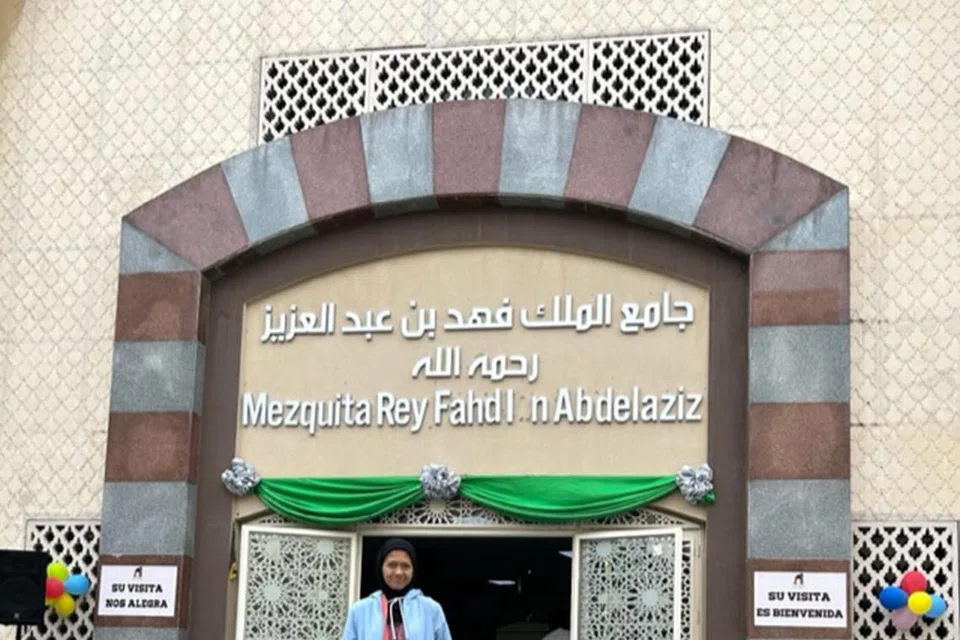 جامع الملك فهد بن عبد العزيز
رحمه الله
Mezquita Rey Fahd I n Abdelaziz
SU VISITA
NOS ALEGRA
SU VISITA
ES BIENVENIDA